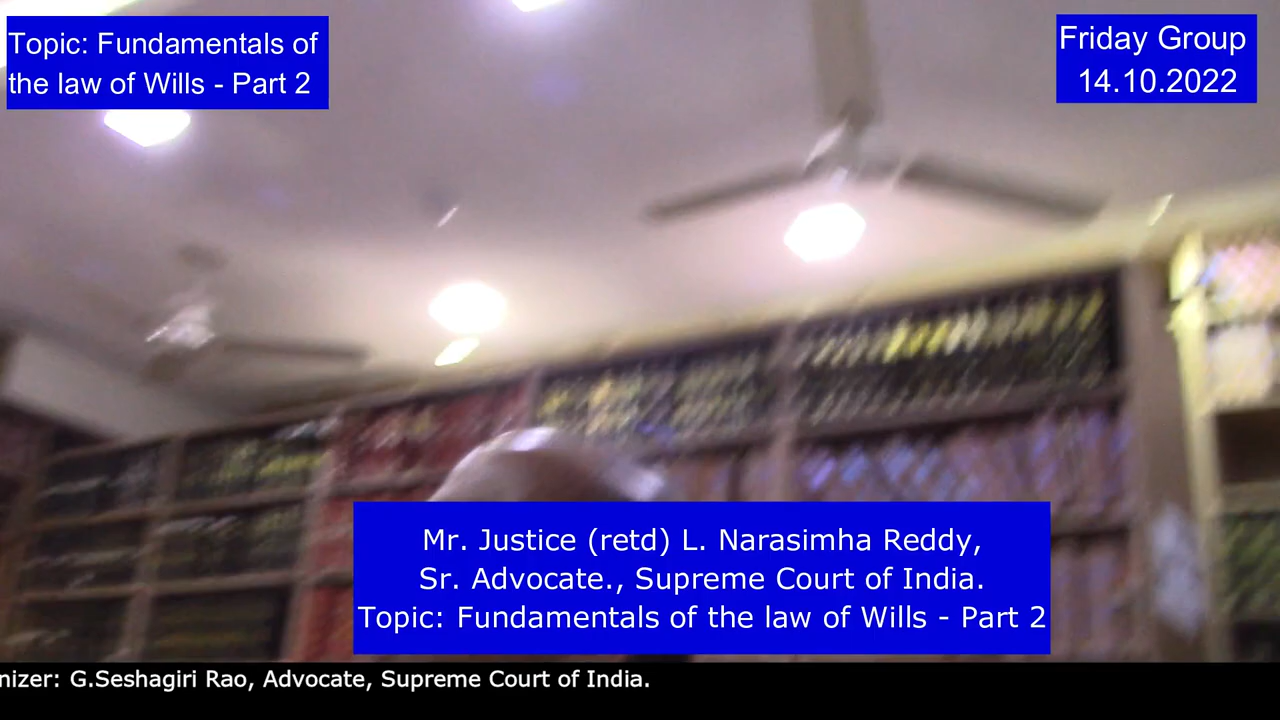 Topic: Fundamentals of
the law of Wills - Part 2
Friday Group
14.10.2022
Mr. Justice (retd) L. Narasimha Reddy,
Sr. Advocate., Supreme Court of India.
Topic: Fundamentals of the law of Wills - Part 2
nizer: G.Seshagiri Rao, Advocate, Supreme Court of India.